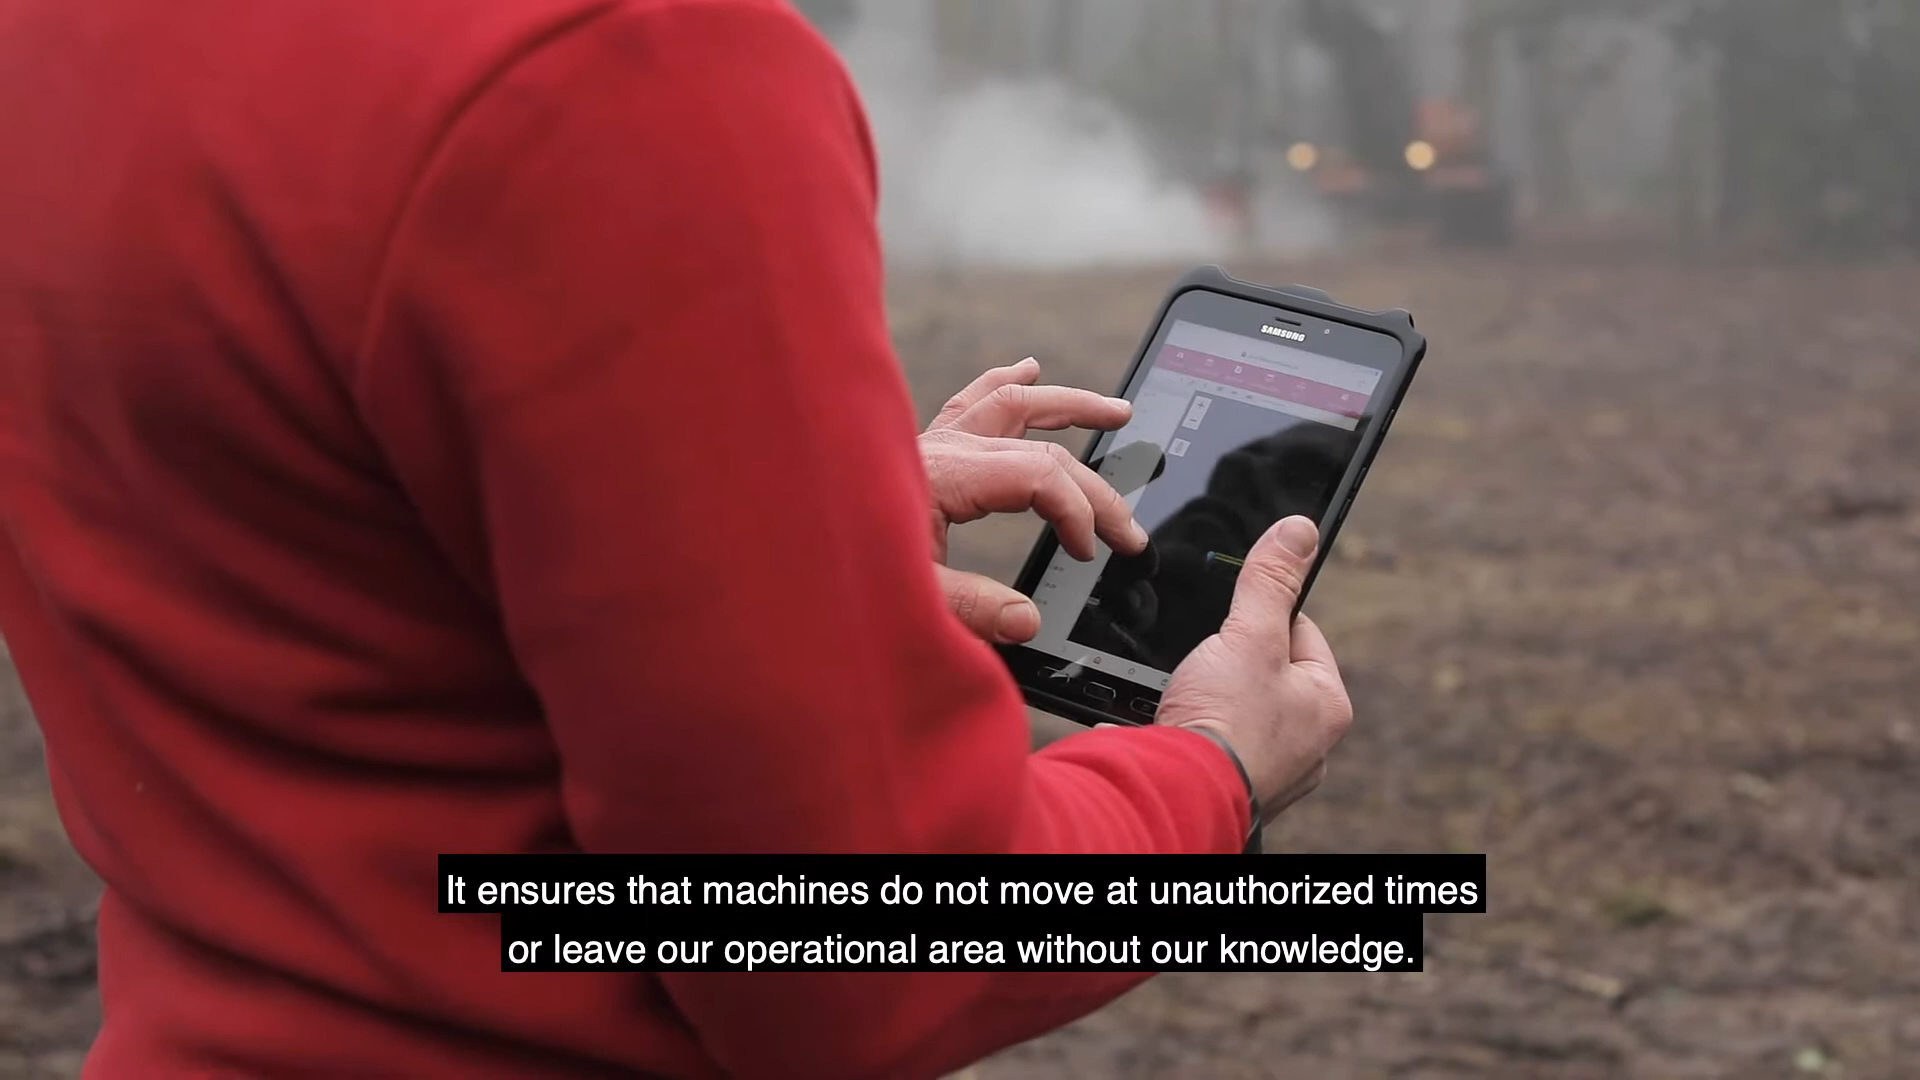 SAMSUNG
It ensures that machines do not move at unauthorized times
or leave our operational area without our knowledge.